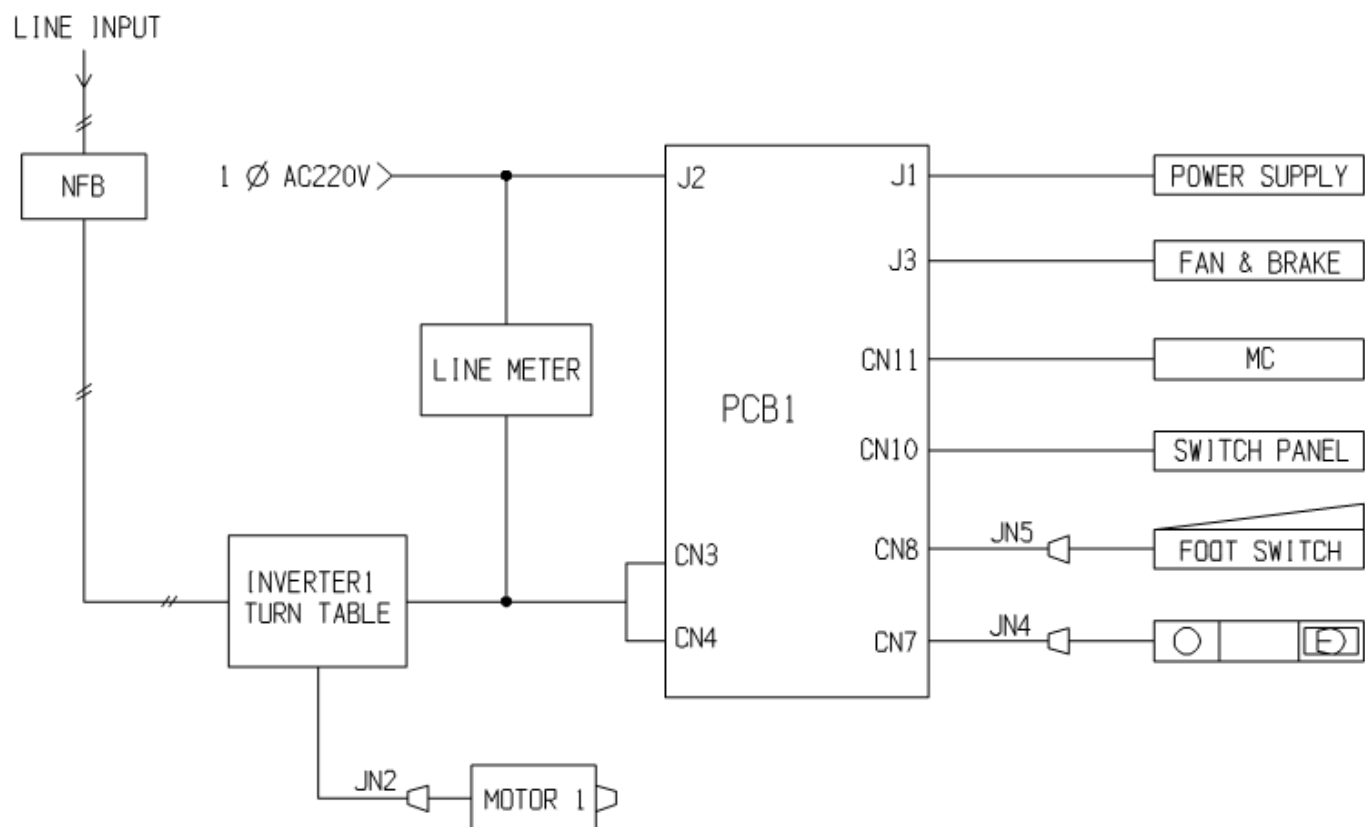 LINE INPUT
NFB
1 Ø AC220V
J2
J1
POWER SUPPLY
J3
FAN & BRAKE
LINE METER
CN11
MC
PCB1
CN10
SWITCH PANEL
JN5
CN3
CN8
FOOT SWITCH
INVERTER1
TURN TABLE
JN4
CN4
CN7
E
JN2
MOTOR 1